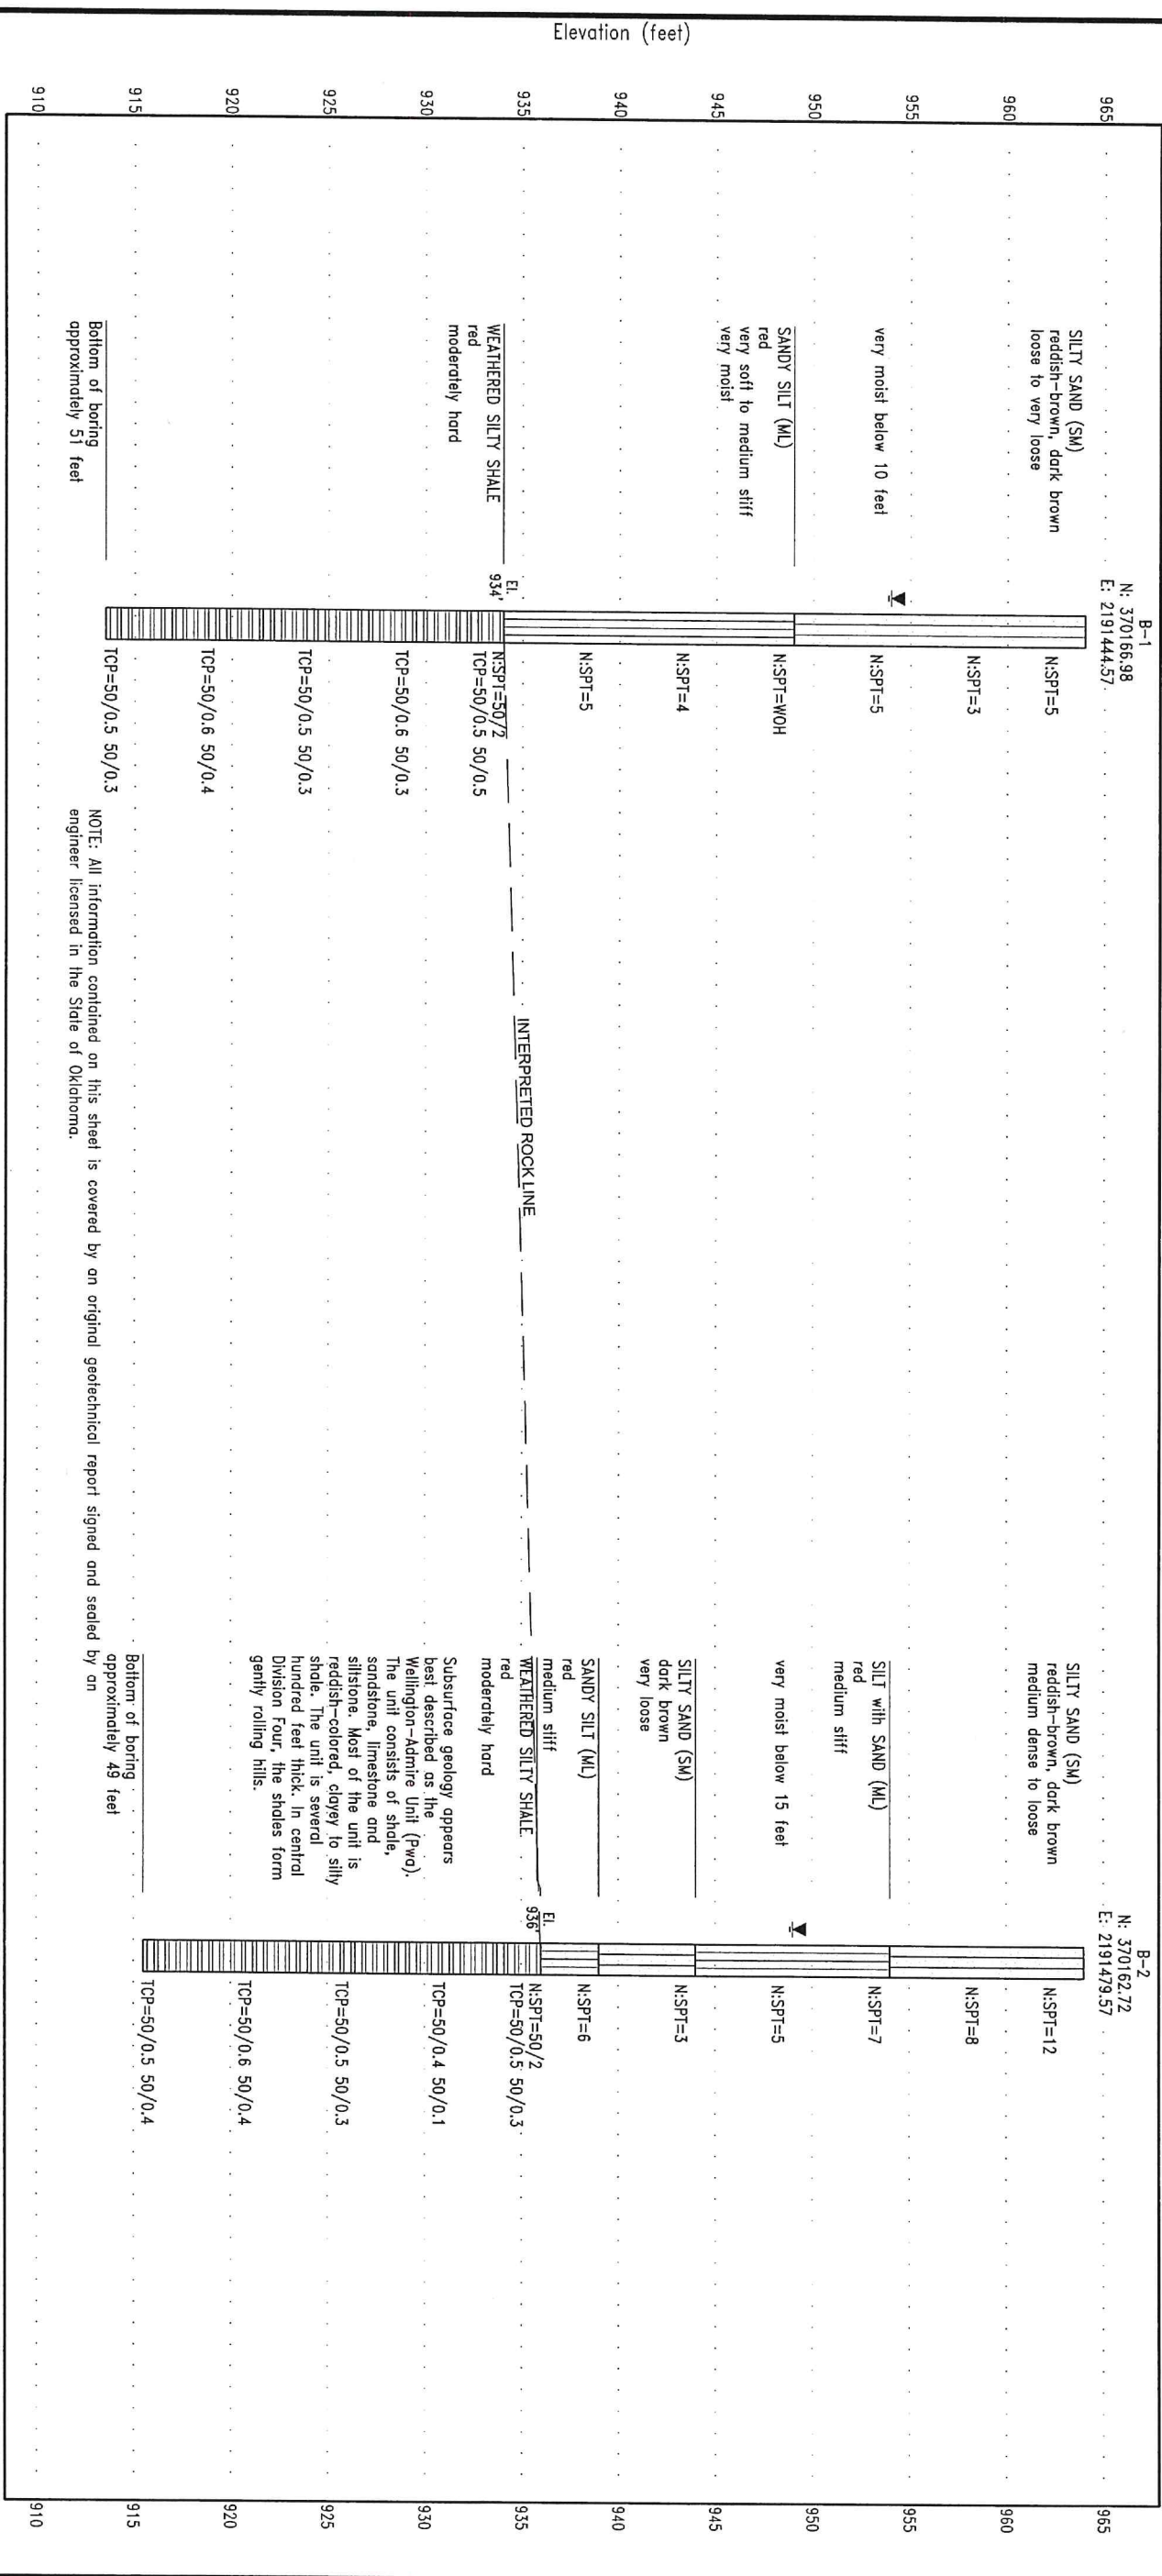 Elevation (feet)
965
960
955
950
945
940
935
930
925
920
915
910
B-1
N: 370166.98
E: 2191444.57
SILTY SAND (SM)
reddish-brown, dark brown
loose to very loose
very moist below 10 feet
SANDY SILT (ML)
red
very soft to medium stiff
very moist
WEATHERED SILTY SHALE
red
moderately hard
Bottom of boring
approximately 51 feet
El.
934'
N:SPT=5
N:SPT=3
N:SPT=5
N:SPT=WOH
N:SPT=4
N:SPT=5
N:SPT=50/2
TCP=50/0.5 50/0.5
TCP=50/0.6 50/0.3
TCP=50/0.5 50/0.3
TCP=50/0.6 50/0.4
TCP=50/0.5 50/0.3
INTERPRETED ROCKLINE
B-2
N: 370162.72
E: 2191479.57
SILTY SAND (SM)
reddish-brown, dark brown
medium dense to loose
SILT with SAND (ML)
red
medium stiff
very moist below 15 feet
SILTY SAND (SM)
dark brown
very loose
SANDY SILT (ML)
red
medium stiff
WEATHERED SILTY SHALE
red
moderately hard
Subsurface geology appears
best described as the
Wellington-Admire Unit (Pwa).
The unit consists of shale,
sandstone, limestone and
siltstone. Most of the unit is
reddish-colored, clayey to silty
shale. The unit is several
hundred feet thick. In central
Division Four, the shales form
gently rolling hills.
Bottom of boring
approximately 49 feet
El.
936'
N:SPT=12
N:SPT=8
N:SPT=7
N:SPT=5
N:SPT=3
N:SPT=6
N:SPT=50/2
TCP=50/0.5 50/0.3
TCP=50/0.4 50/0.1
TCP=50/0.5 50/0.3
TCP=50/0.6 50/0.4
TCP=50/0.5 50/0.4
965
960
955
950
945
940
935
930
925
920
915
910
NOTE: All information contained on this sheet is covered by an original geotechnical report signed and sealed by an
engineer licensed in the State of Oklahoma.